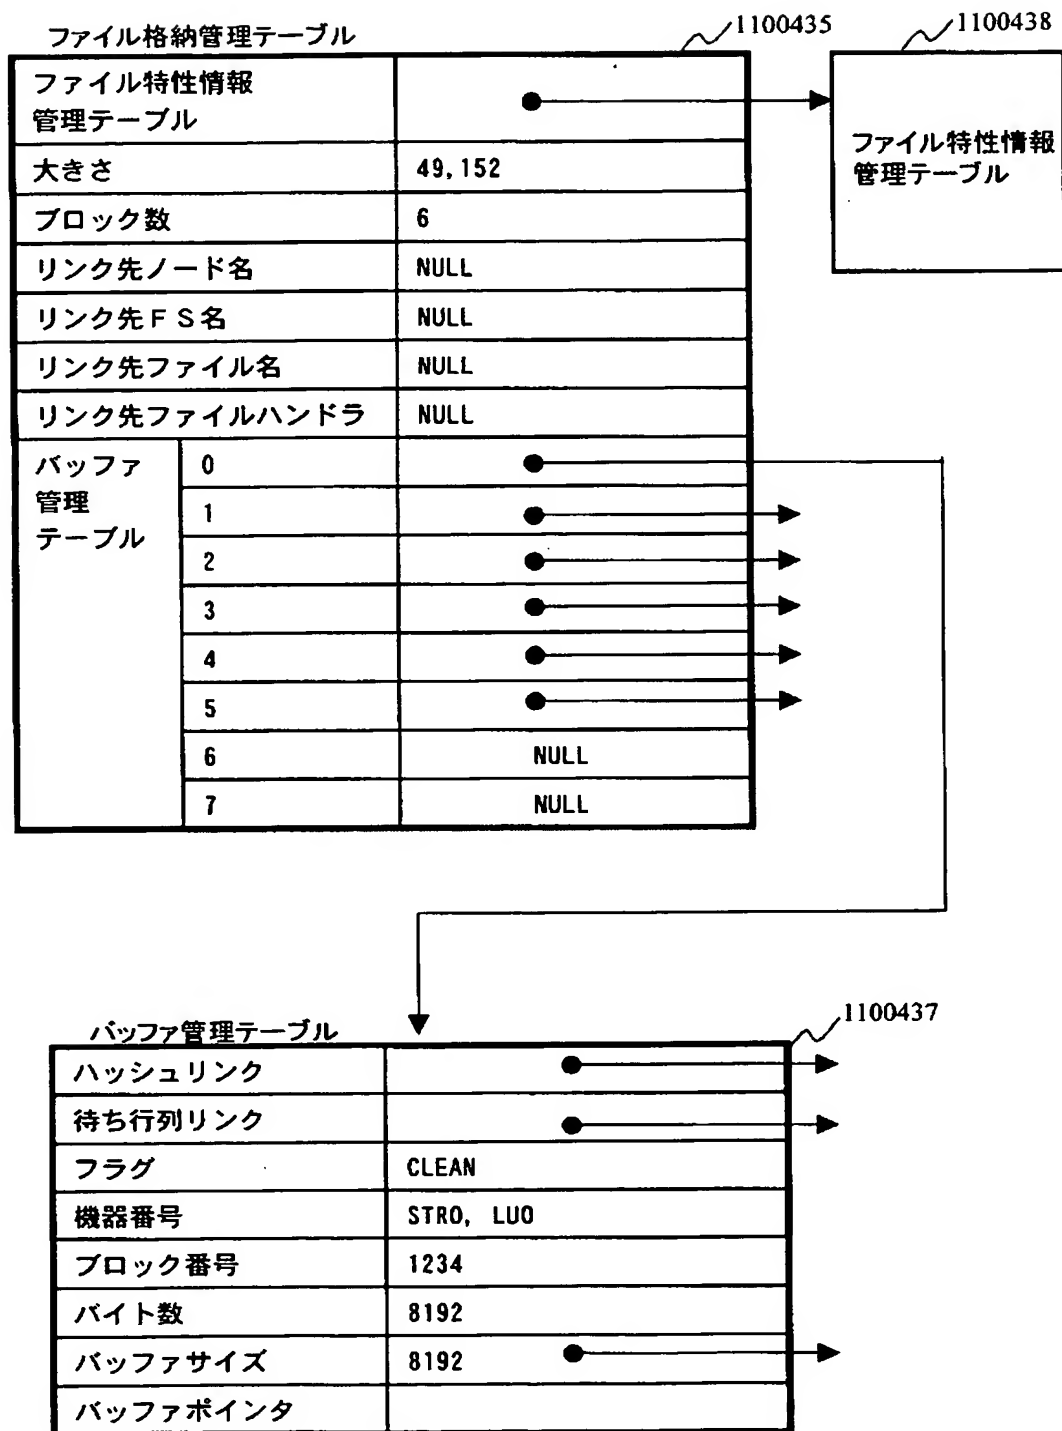 ファイル格納管理テーブル
1100435
1100438
ファイル特性情報
管理テーブル
ファイル特性情報
管理テーブル
大きさ 49,152
ブロック数 6
リンク先ノード名 NULL
リンク先FS名 NULL
リンク先ファイル名 NULL
リンク先ファイルハンドラ NULL
バッファ
管理
テーブル
0
1
2
3
4
5
6 NULL
7 NULL
バッファ管理テーブル
1100437
ハッシュリンク
待ち行列リンク
フラグ CLEAN
機器番号 STR0, LU0
ブロック番号 1234
バイト数 8192
バッファサイズ 8192
バッファポインタ